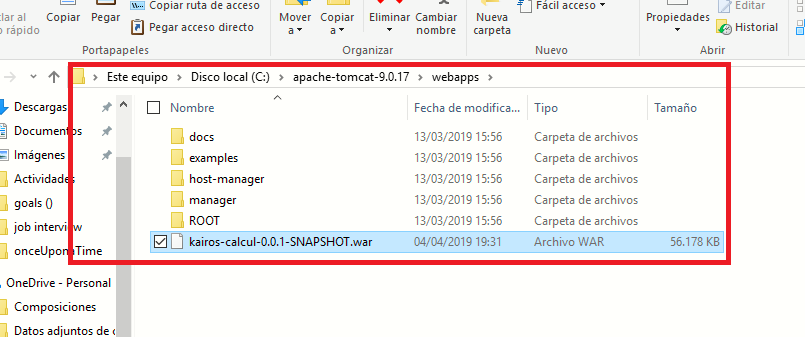 Copiar ruta de acceso
Copiar Pegar
Pegar acceso directo
Mover a Copiar a Eliminar Cambiar nombre
Nueva carpeta
Fácil acceso
Propiedades
Editar
Historial
Portapapeles Organizar Nuevo Abrir
Este equipo > Disco local (C:) > apache-tomcat-9.0.17 > webapps >
Descargas
Documentos
Imágenes
Actividades
goals ()
job interview
onceUponaTime
OneDrive - Personal
Composiciones
Datos adjuntos de
Nombre Fecha de modifica... Tipo Tamaño
docs 13/03/2019 15:56 Carpeta de archivos
examples 13/03/2019 15:56 Carpeta de archivos
host-manager 13/03/2019 15:56 Carpeta de archivos
manager 13/03/2019 15:56 Carpeta de archivos
ROOT 13/03/2019 15:56 Carpeta de archivos
kairos-calcul-0.0.1-SNAPSHOT.war 04/04/2019 19:31 Archivo WAR 56.178 KB